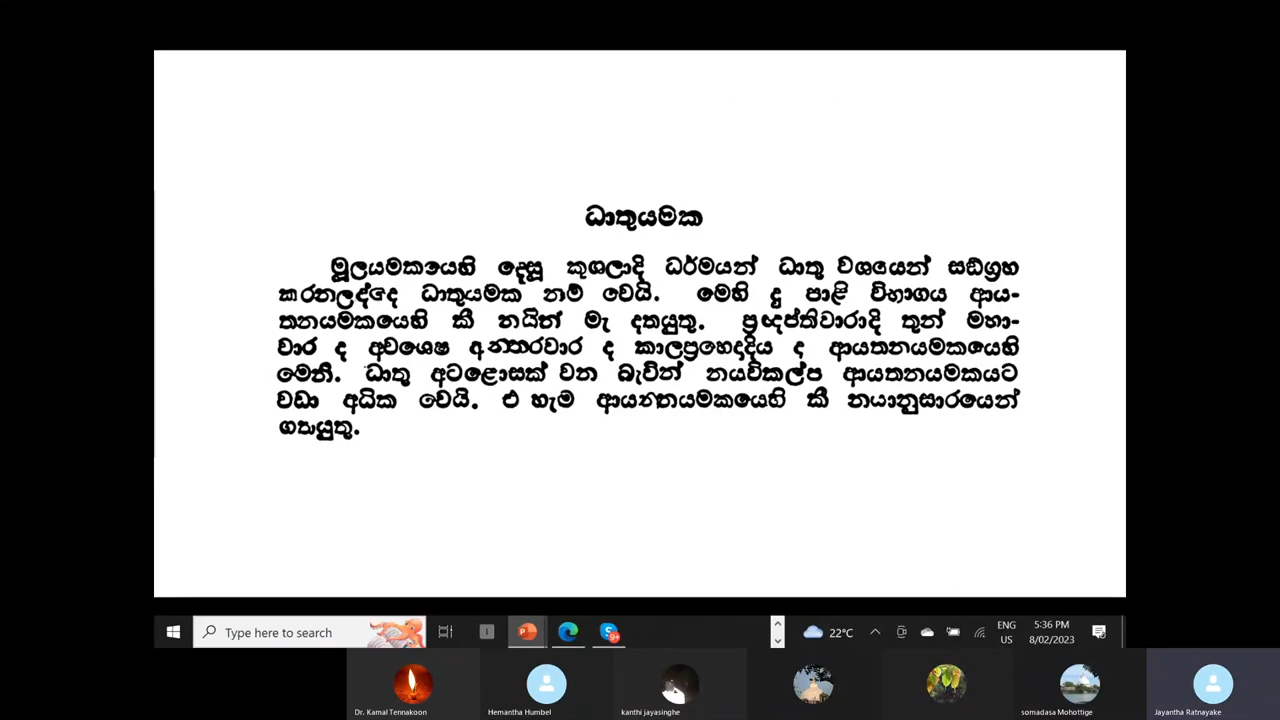 ධාතුයමක
මූලයමකයෙහි දෙසූ කුශලාදි ධර්මයන් ධාතු වශයෙන් සඞ්ග්‍රහ
කරනලද්දෙ ධාතුයමක නම් වෙයි. මෙහි දු පාළි විභාගය ආය-
තනයමකයෙහි කී නයින් මැ දතයුතු. ප්‍රඥප්තිවාරාදි තුන් මහා-
වාර ද අවශෙෂ අන්තරවාර ද කාලප්‍රභෙදාදිය ද ආයතනයමකයෙහි
මෙනි. ධාතු අටළොසක් වන බැවින් නයවිකල්ප ආයතනයමකයට
වඩා අධික වෙයි. එ හැම ආයතනයමකයෙහි කී නයානුසාරයෙන්
ගතයුතු.
Type here to search
22°C
ENG
US
5:36 PM
8/02/2023
Dr. Kamal Tennakoon
Hemantha Humbel
kanthi jayasinghe
somadasa Mohottige
Jayantha Ratnayake